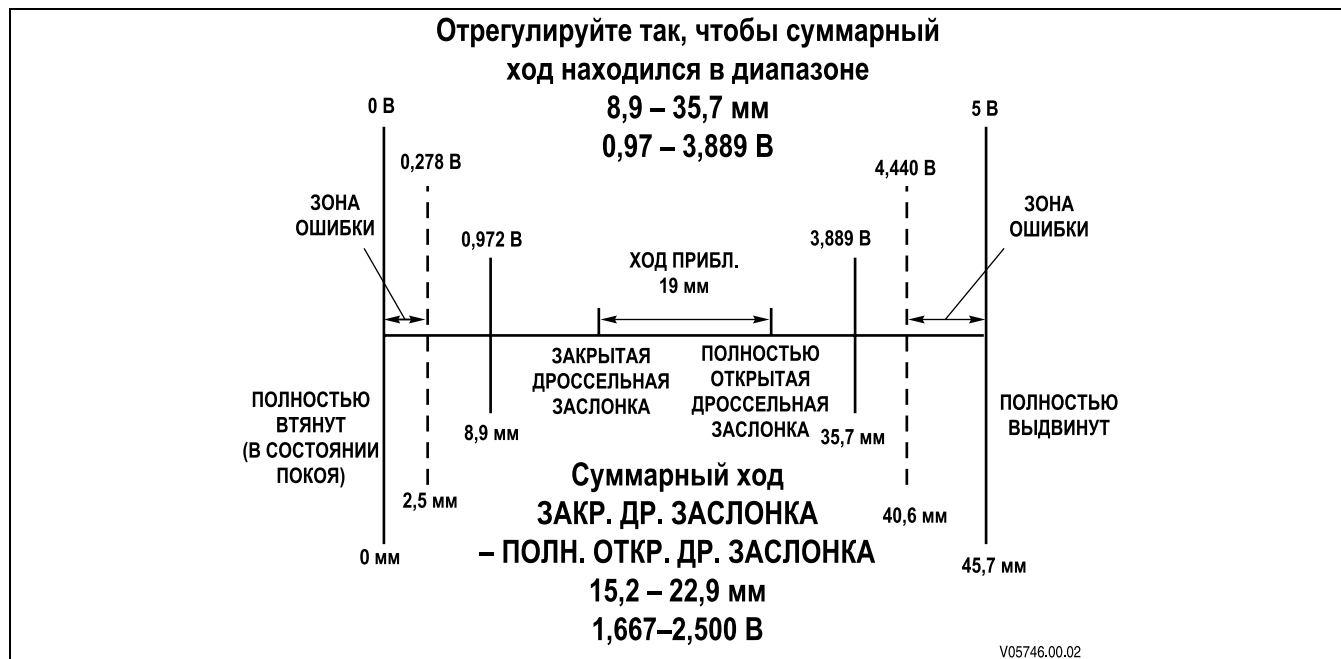 Отрегулируйте так, чтобы суммарный
ход находился в диапазоне
8,9 – 35,7 мм
0,97 – 3,889 В
0 В
5 В
0,278 В
4,440 В
ЗОНА
ОШИБКИ
ЗОНА
ОШИБКИ
0,972 В
3,889 В
ХОД ПРИБЛ.
19 мм
ЗАКРЫТАЯ
ДРОССЕЛЬНАЯ
ЗАСЛОНКА
ПОЛНОСТЬЮ
ОТКРЫТАЯ
ДРОССЕЛЬНАЯ
ЗАСЛОНКА
ПОЛНОСТЬЮ
ВТЯНУТ
(В СОСТОЯНИИ
ПОКОЯ)
ПОЛНОСТЬЮ
ВЫДВИНУТ
8,9 мм
35,7 мм
2,5 мм
40,6 мм
0 мм
45,7 мм
Суммарный ход
ЗАКР. ДР. ЗАСЛОНКА
– ПОЛН. ОТКР. ДР. ЗАСЛОНКА
15,2 – 22,9 мм
1,667–2,500 В
V05746.00.02